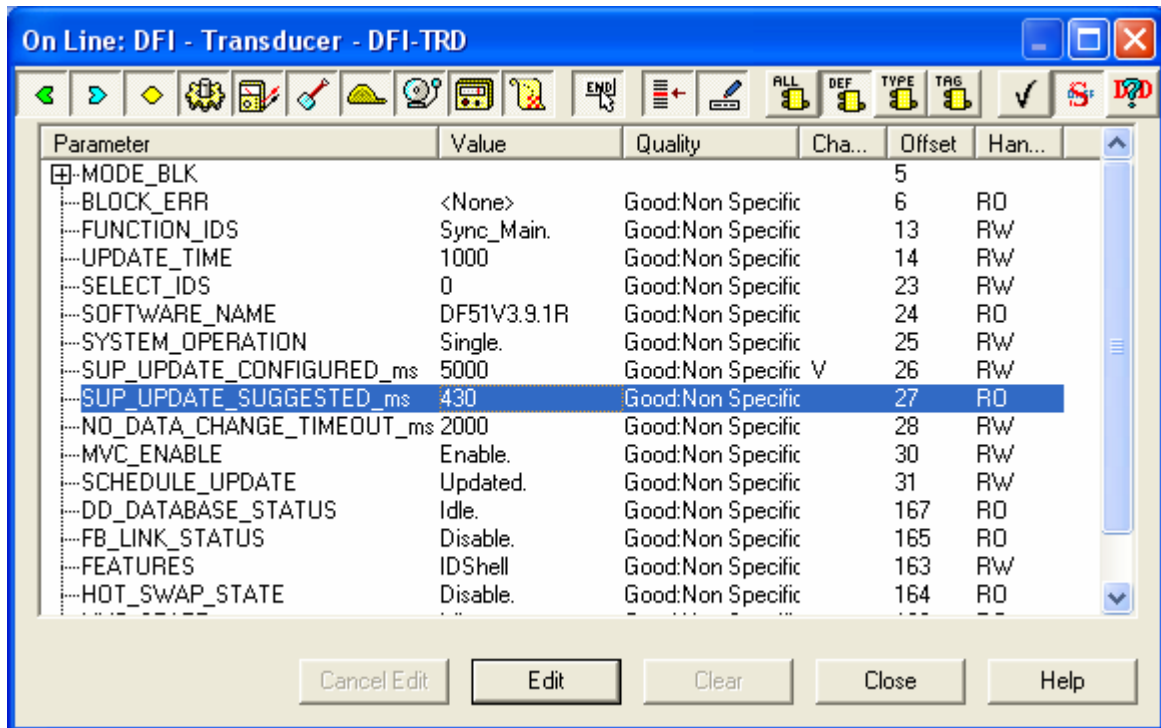 On Line: DFI - Transducer - DFI-TRD
END ALL DEF TYPE TAG DD
Parameter Value Quality Cha... Offset Han...
MODE_BLK 5
BLOCK_ERR <None> Good:Non Specific 6 RO
FUNCTION_IDS Sync_Main. Good:Non Specific 13 RW
UPDATE_TIME 1000 Good:Non Specific 14 RW
SELECT_IDS 0 Good:Non Specific 23 RW
SOFTWARE_NAME DF51V3.9.1R Good:Non Specific 24 RO
SYSTEM_OPERATION Single. Good:Non Specific 25 RW
SUP_UPDATE_CONFIGURED_ms 5000 Good:Non Specific V 26 RW
SUP_UPDATE_SUGGESTED_ms 430 Good:Non Specific 27 RO
NO_DATA_CHANGE_TIMEOUT_ms 2000 Good:Non Specific 28 RW
MVC_ENABLE Enable. Good:Non Specific 30 RW
SCHEDULE_UPDATE Updated. Good:Non Specific 31 RW
DD_DATABASE_STATUS Idle. Good:Non Specific 167 RO
FB_LINK_STATUS Disable. Good:Non Specific 165 RO
FEATURES IDShell Good:Non Specific 163 RW
HOT_SWAP_STATE Disable. Good:Non Specific 164 RO
Cancel Edit Edit Clear Close Help